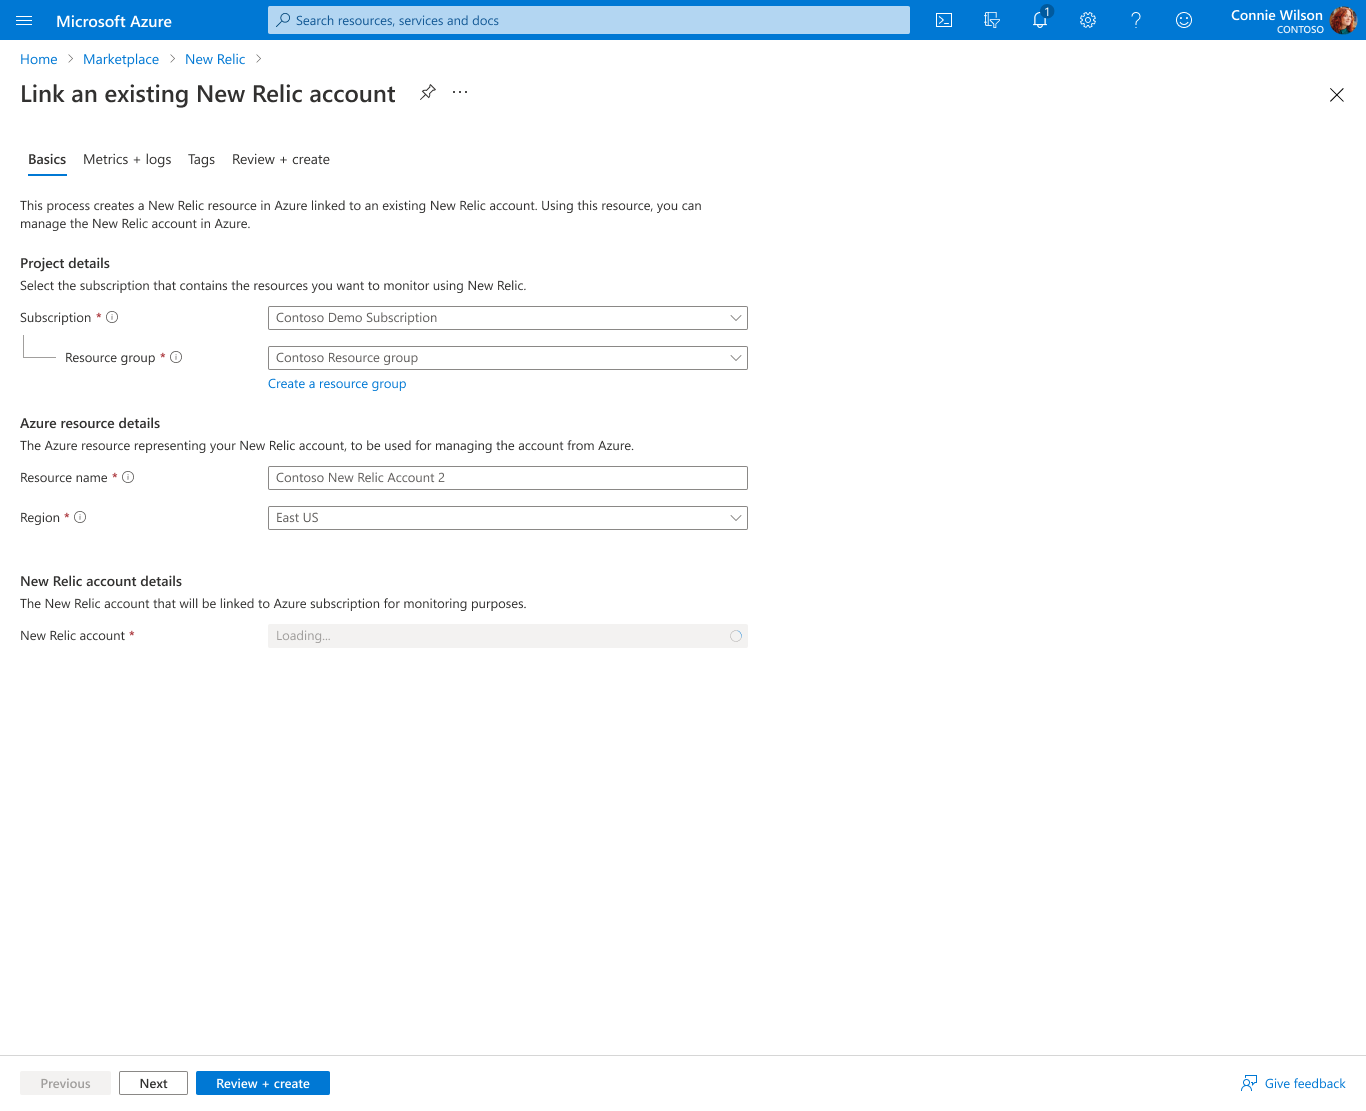 Microsoft Azure
Search resources, services and docs
1
Connie Wilson
CONTOSO
Home > Marketplace > New Relic >
Link an existing New Relic account
Basics
Metrics + logs
Tags
Review + create
This process creates a New Relic resource in Azure linked to an existing New Relic account. Using this resource, you can
manage the New Relic account in Azure.
Project details
Select the subscription that contains the resources you want to monitor using New Relic.
Subscription *
Contoso Demo Subscription
Resource group *
Contoso Resource group
Create a resource group
Azure resource details
The Azure resource representing your New Relic account, to be used for managing the account from Azure.
Resource name *
Contoso New Relic Account 2
Region *
East US
New Relic account details
The New Relic account that will be linked to Azure subscription for monitoring purposes.
New Relic account *
Loading...
Previous
Next
Review + create
Give feedback